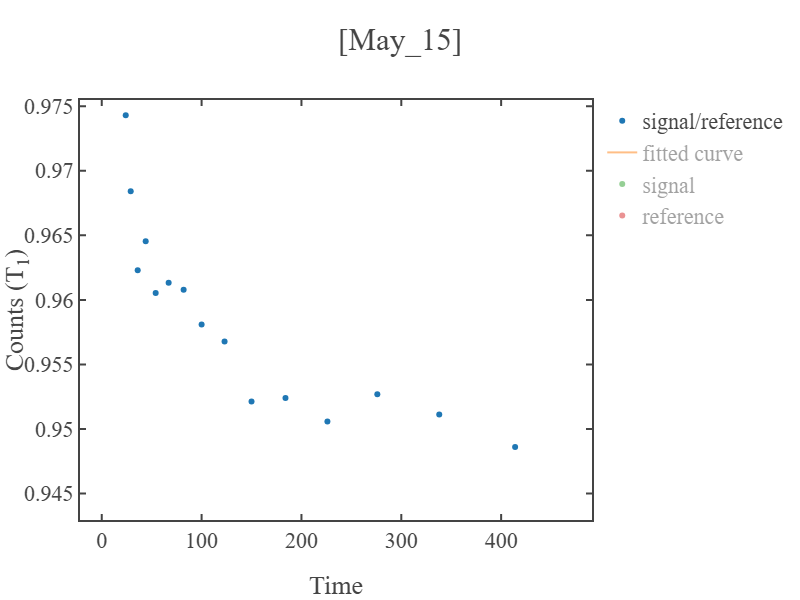 [May_15]
0.975
0.97
0.965
0.96
0.955
0.95
0.945
Counts (T1)
0 100 200 300 400
Time
signal/reference
fitted curve
signal
reference